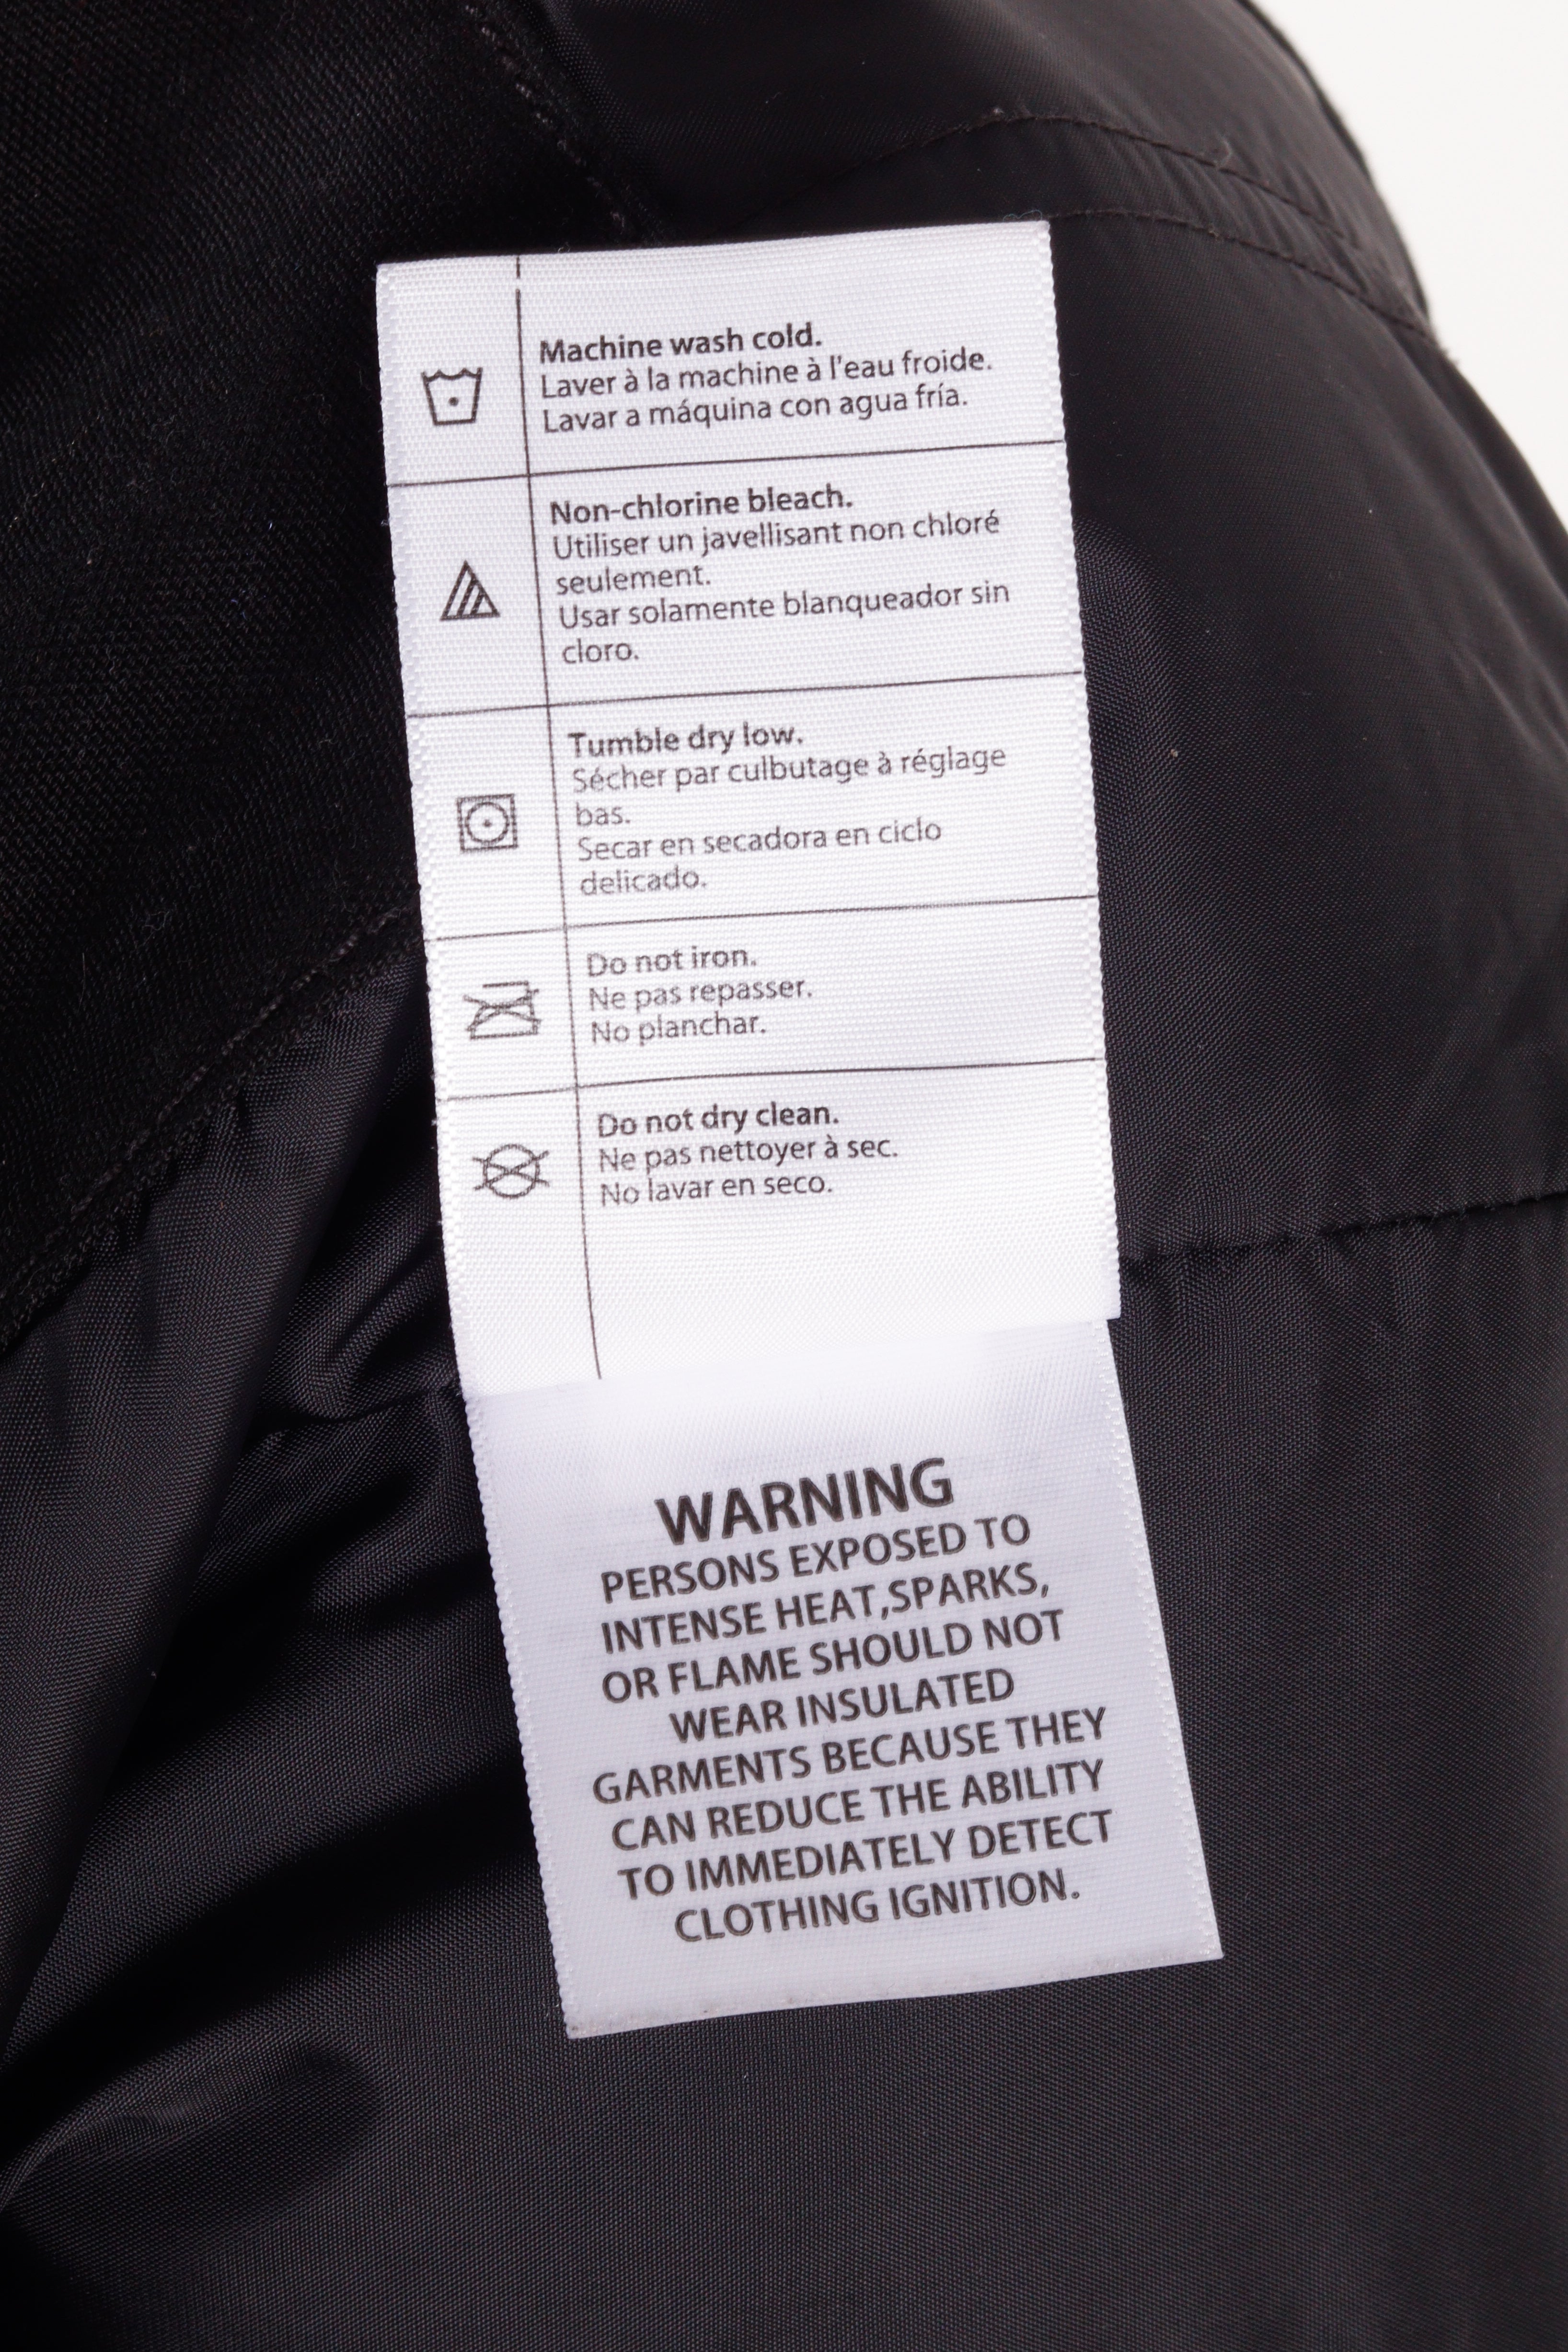 Machine wash cold.
Laver à la machine à l'eau froide.
Lavar a máquina con agua fría.
Non-chlorine bleach.
Utiliser un javellisant non chloré
seulement.
Usar solamente blanqueador sin
cloro.
Tumble dry low.
Sécher par culbutage à réglage
bas.
Secar en secadora en ciclo
delicado.
Do not iron.
Ne pas repasser.
No planchar.
Do not dry clean.
Ne pas nettoyer à sec.
No lavar en seco.
WARNING
PERSONS EXPOSED TO
INTENSE HEAT,SPARKS,
OR FLAME SHOULD NOT
WEAR INSULATED
GARMENTS BECAUSE THEY
CAN REDUCE THE ABILITY
TO IMMEDIATELY DETECT
CLOTHING IGNITION.